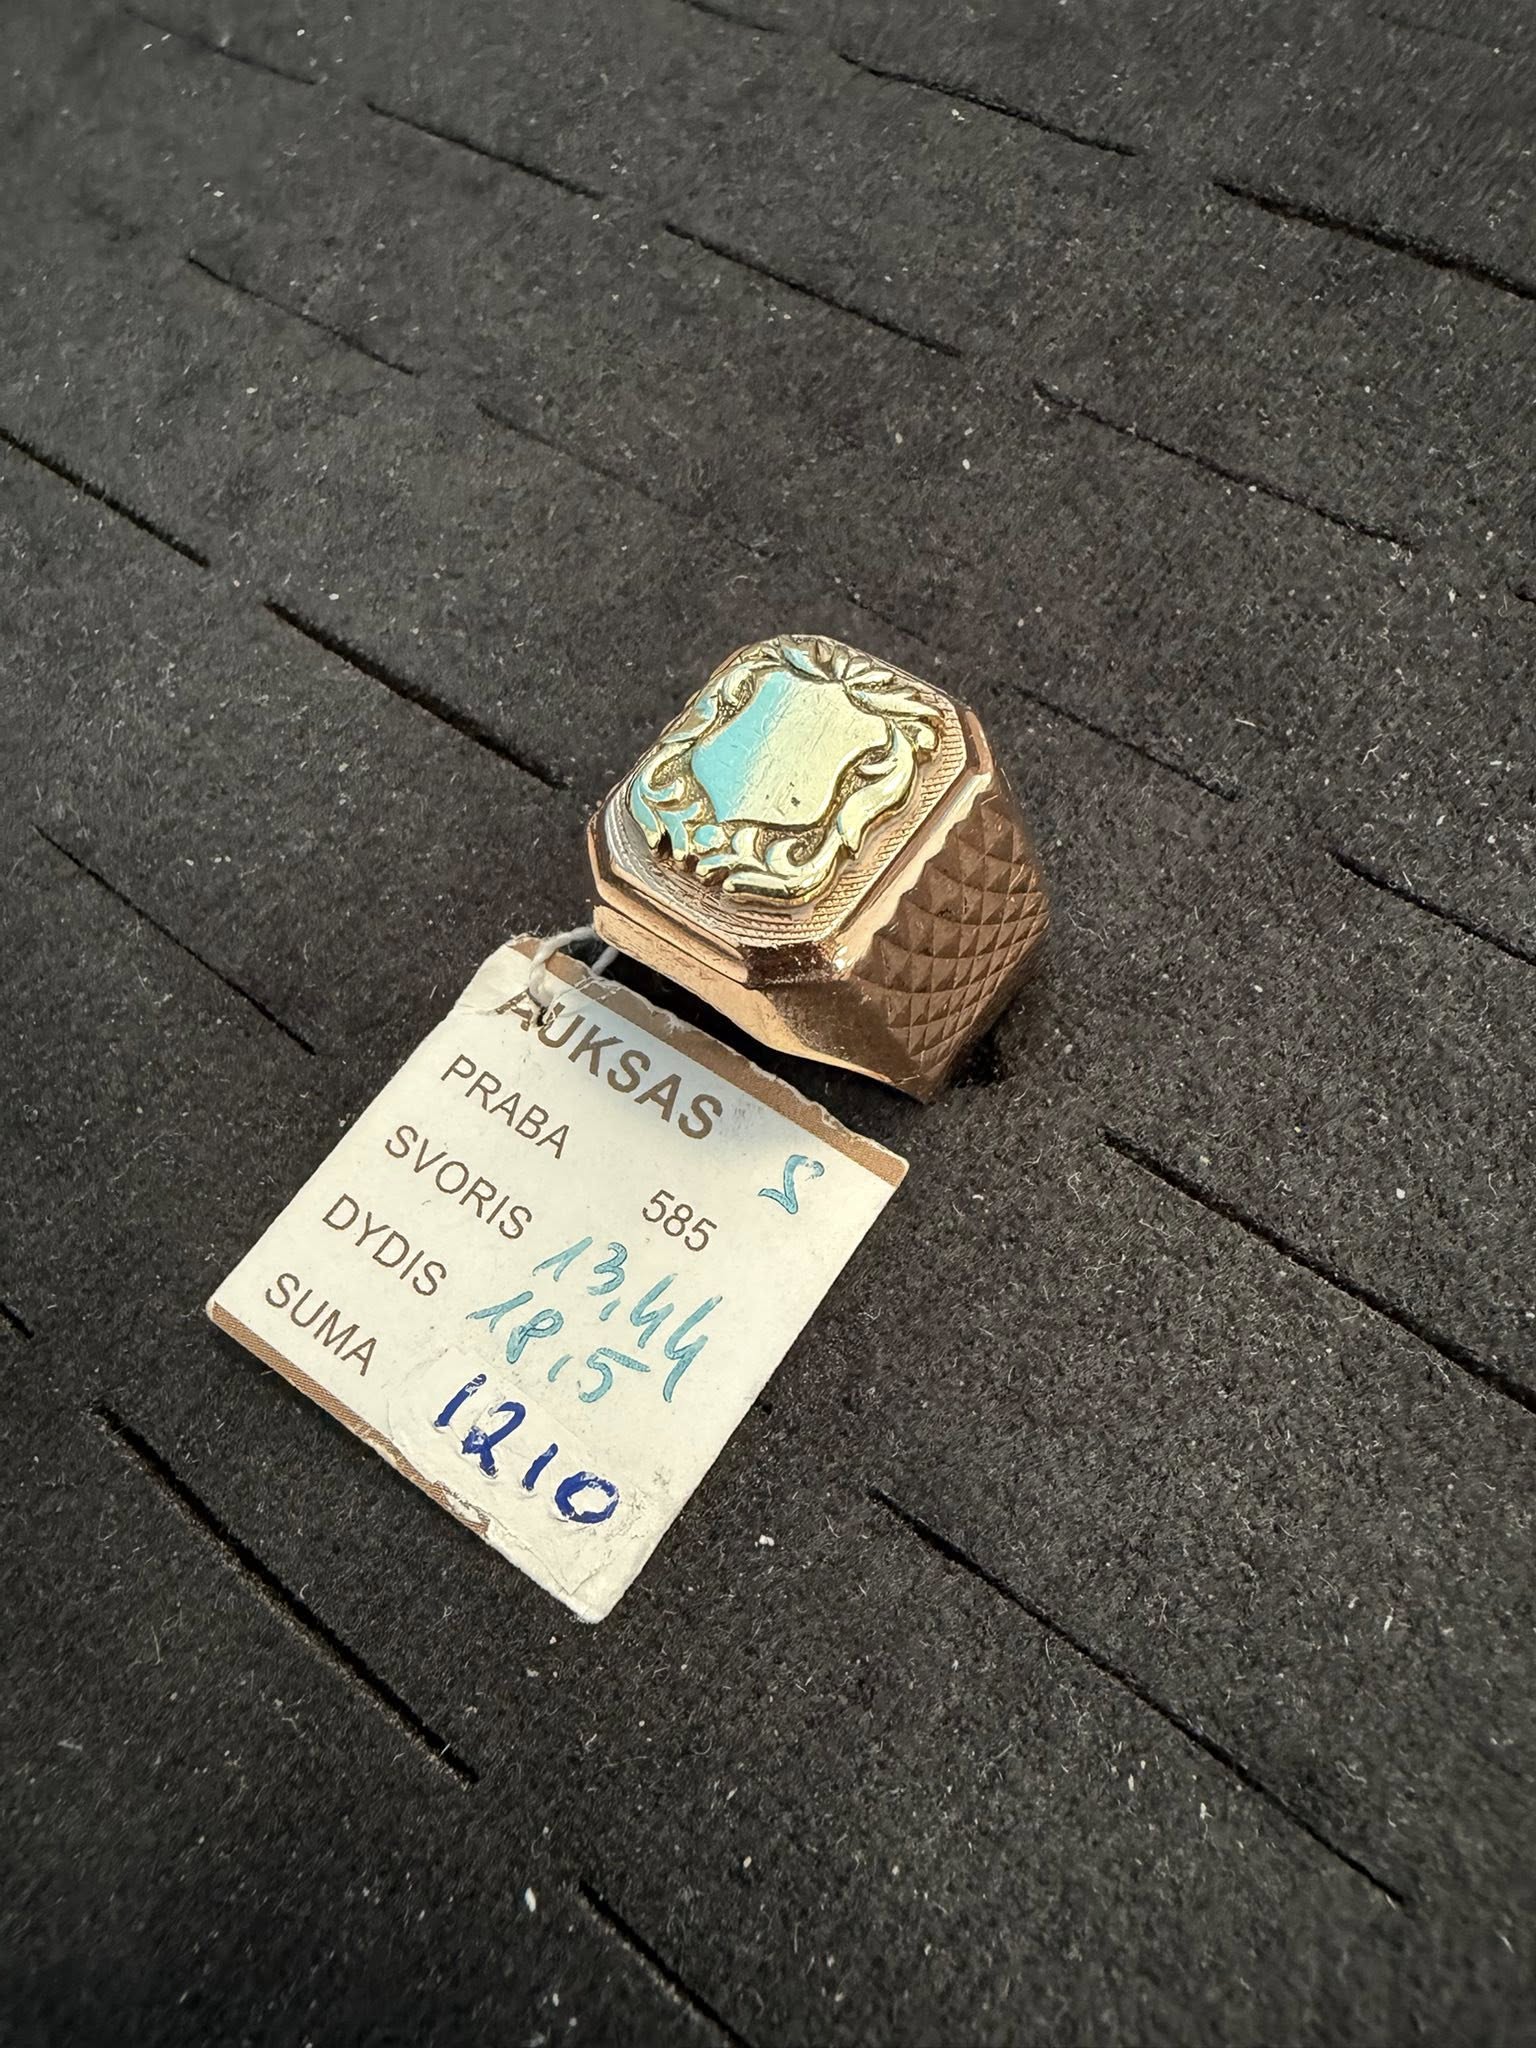 AUKSAS
PRABA 585 S
SVORIS 13,44
DYDIS 18,5
SUMA 1210